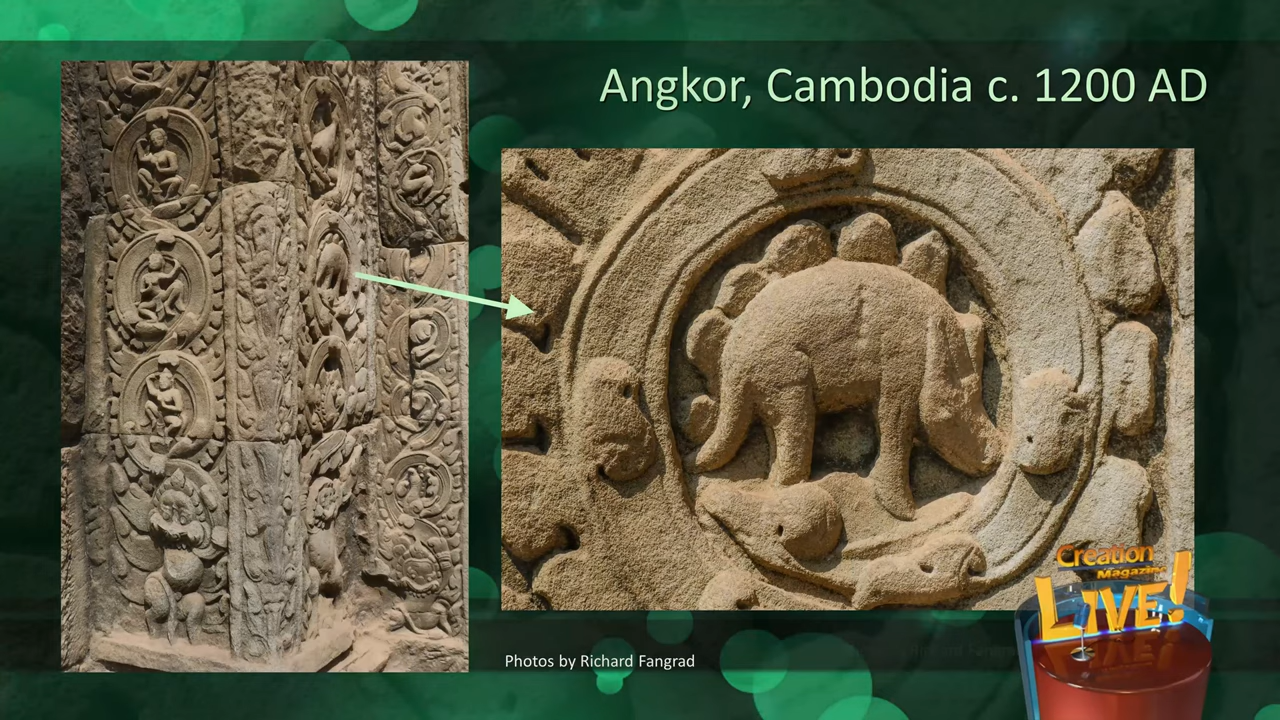 Angkor, Cambodia c. 1200 AD
Photos by Richard Fangrad
Creation
Magazine
LIVE!